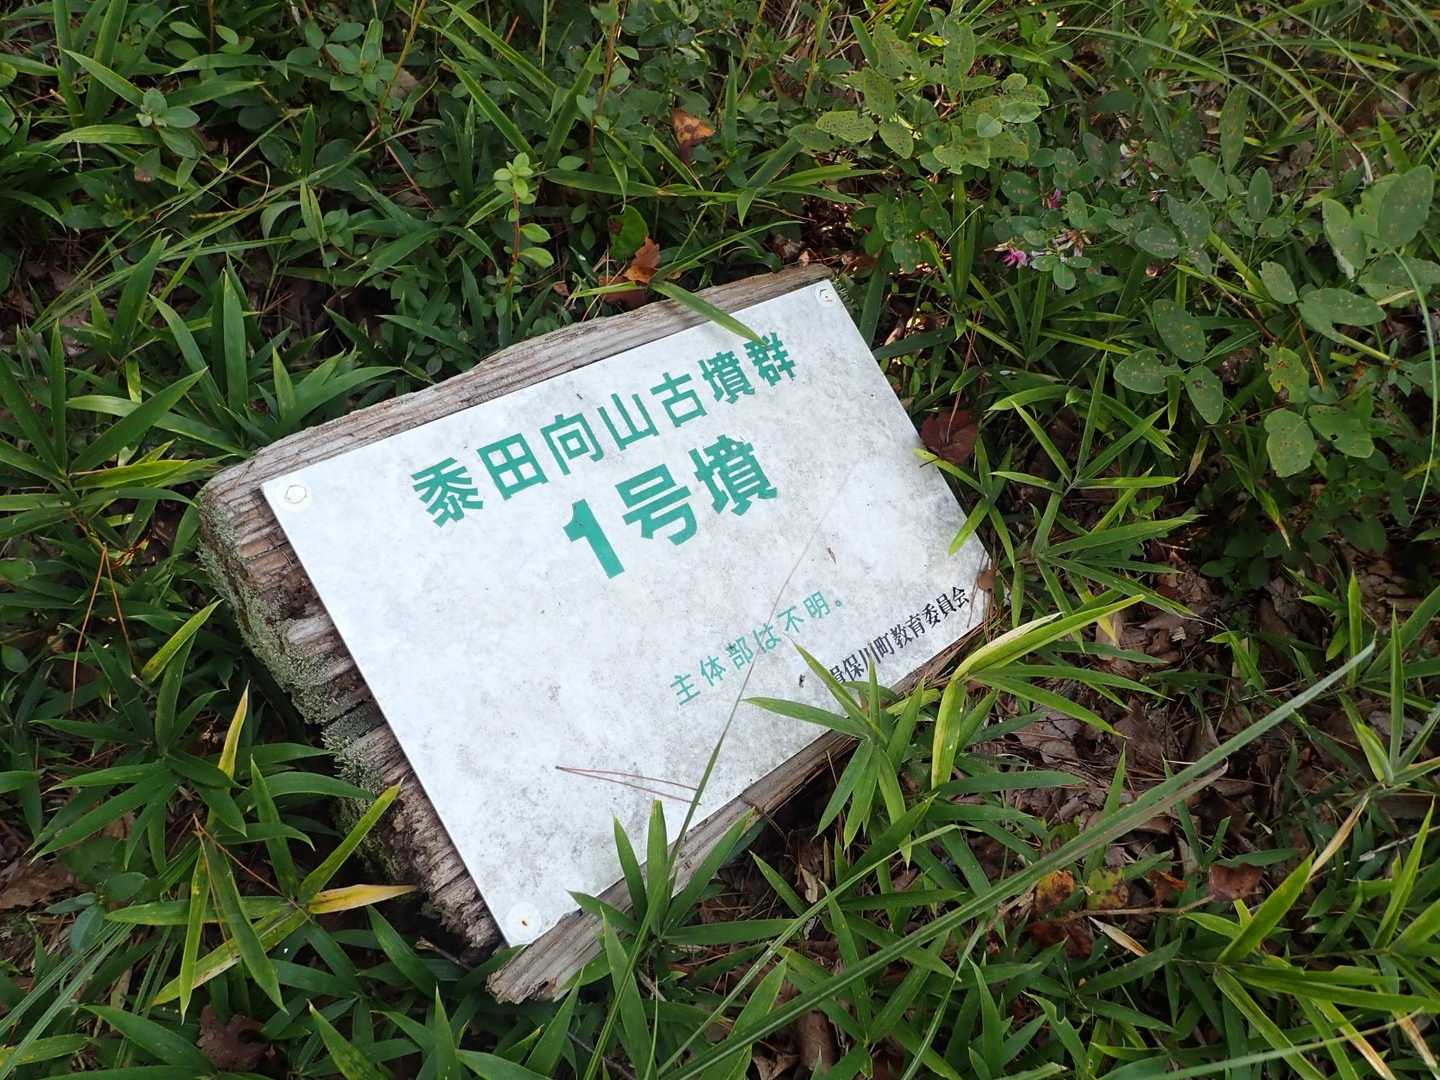 黍田向山古墳群
1号墳
主体部は不明。
揖保川町教育委員会